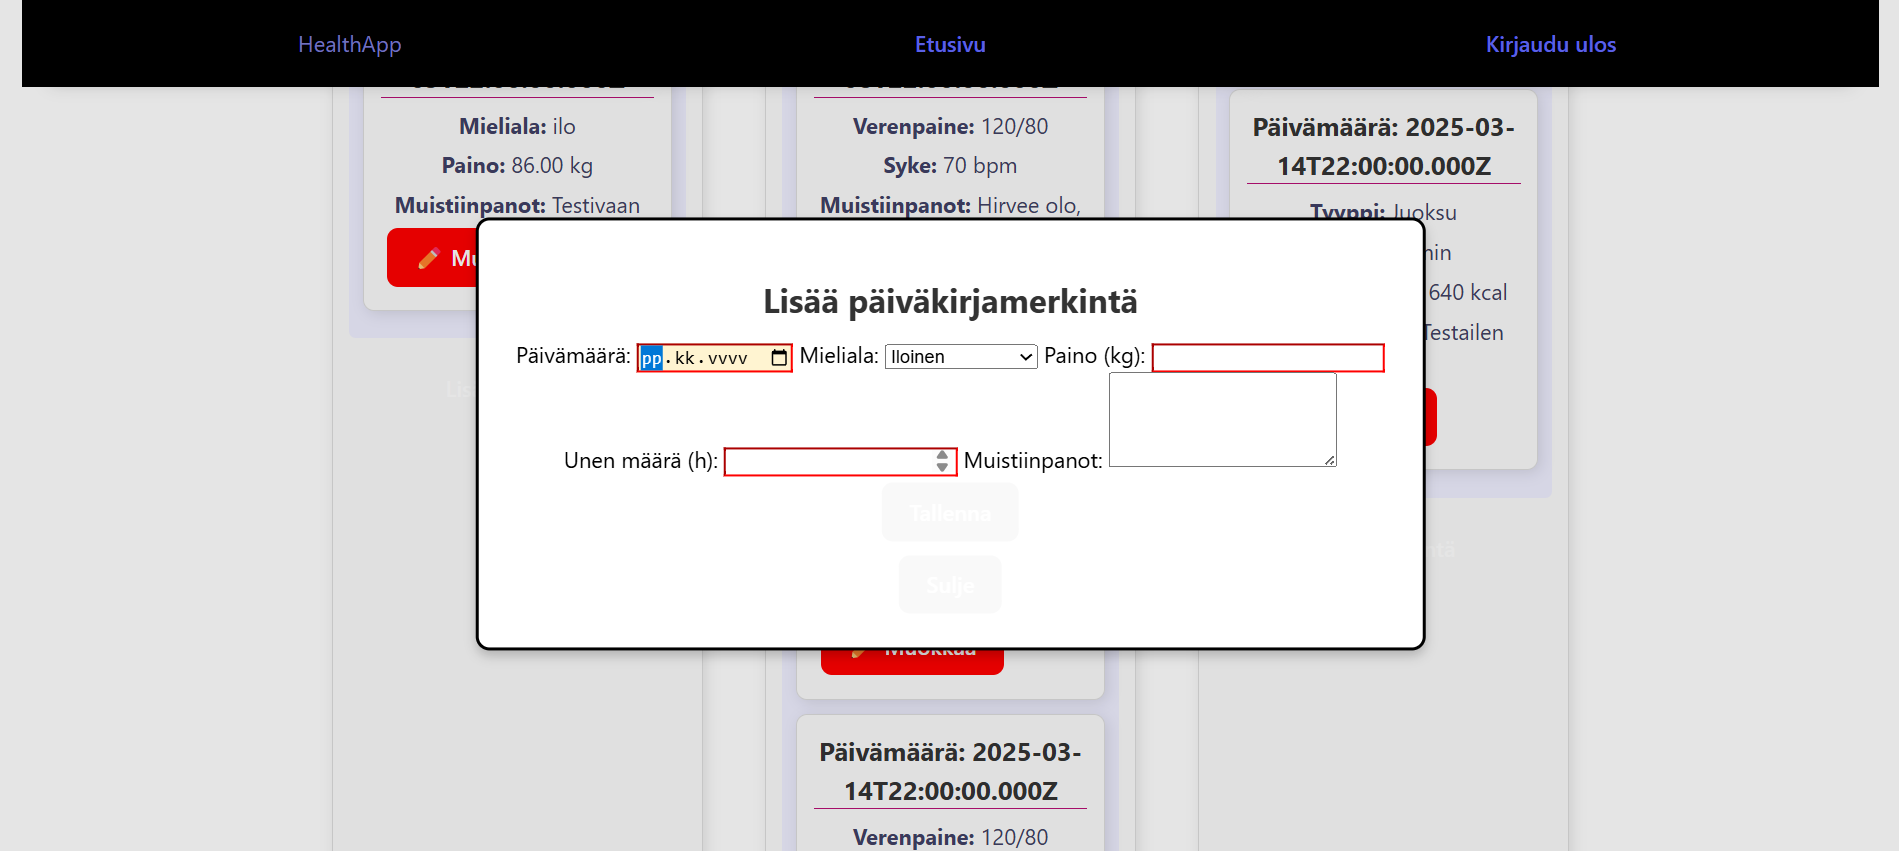 HealthApp Etusivu Kirjaudu ulos
Mieliala: ilo
Paino: 86.00 kg
Muistiinpanot: Testivaan
Verenpaine: 120/80
Syke: 70 bpm
Muistiinpanot: Hirvee olo,
Päivämäärä: 2025-03-
14T22:00:00.000Z
Tyyppi: Juoksu
640 kcal
Testailen
Lisää päiväkirjamerkintä
Päivämäärä: pp.kk.vvvv Mieliala: Iloinen Paino (kg):
Unen määrä (h): Muistiinpanot:
Tallenna
Sulje
Muokkaa
Päivämäärä: 2025-03-
14T22:00:00.000Z
Verenpaine: 120/80